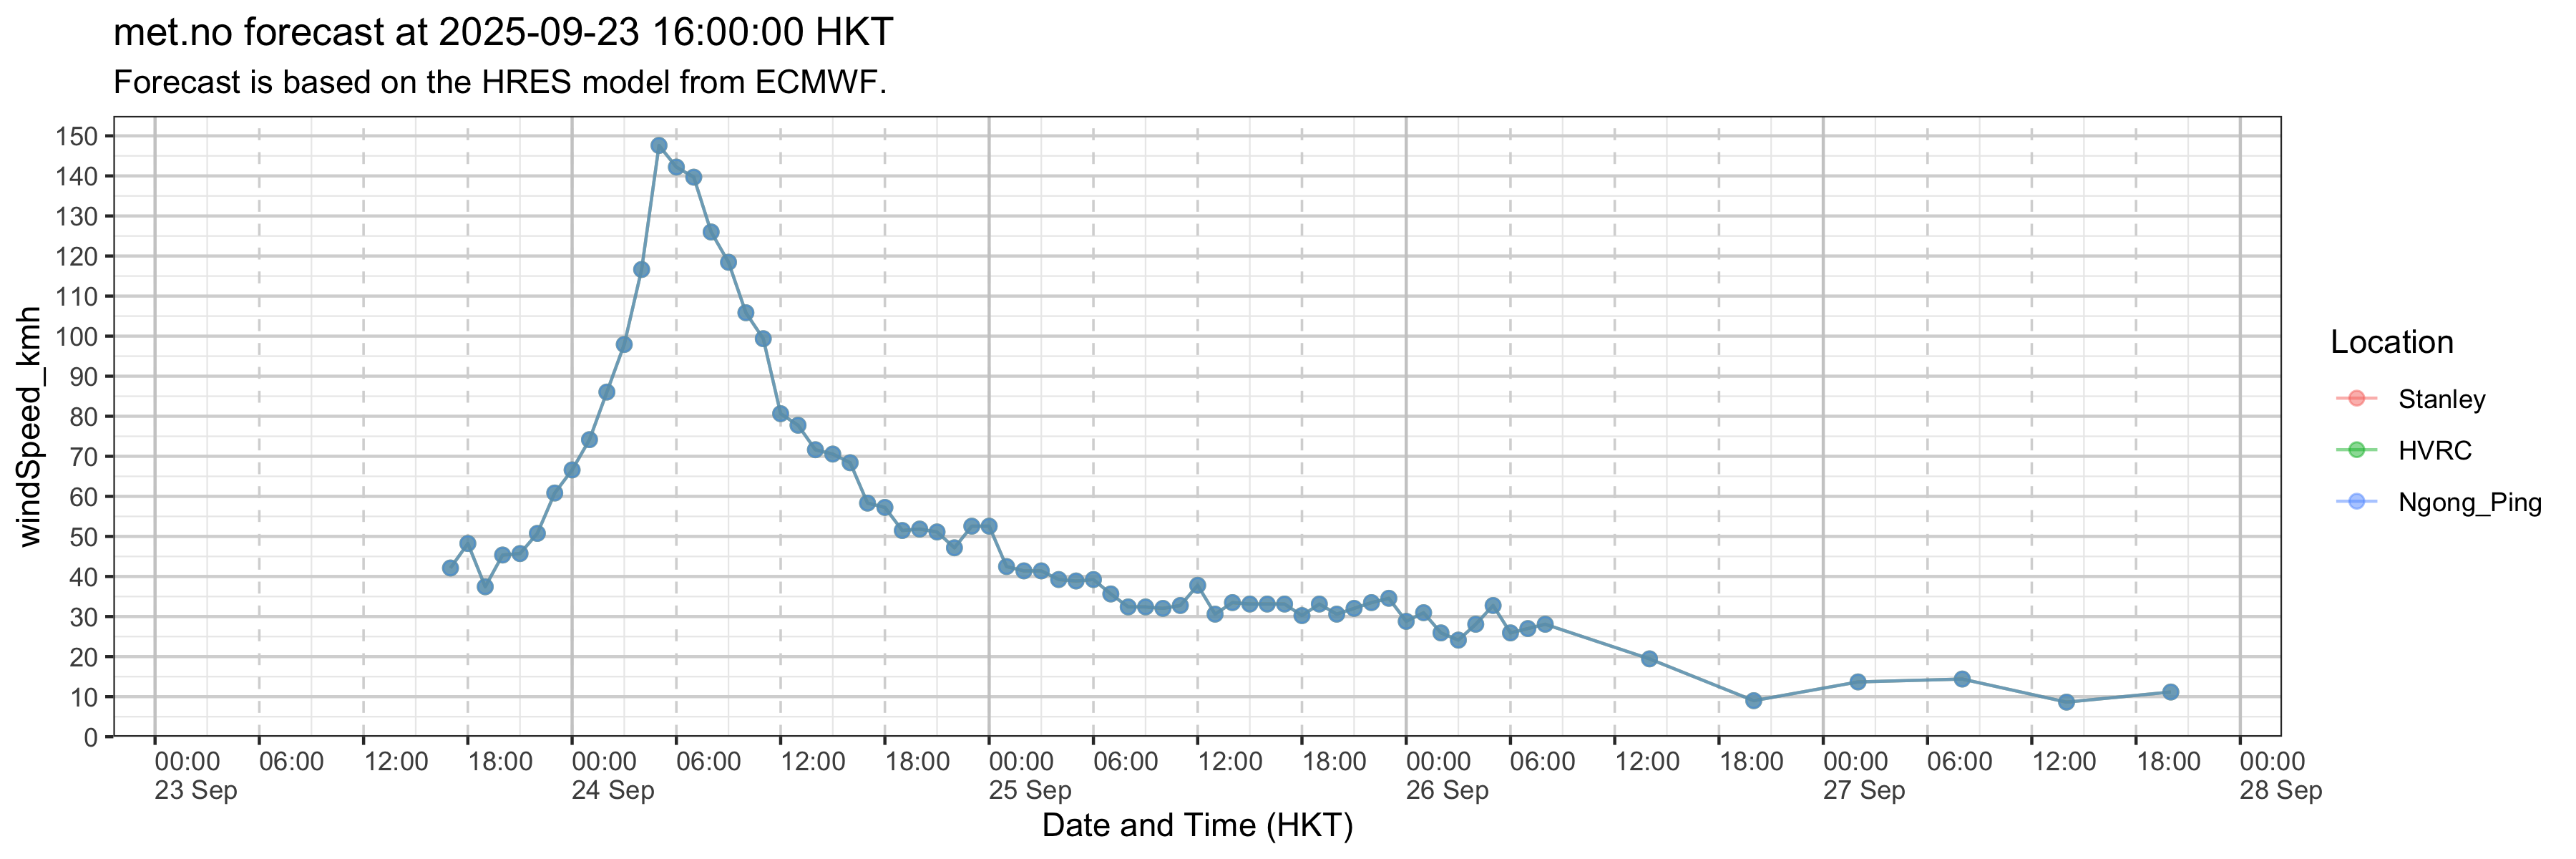 met.no forecast at 2025-09-23 16:00:00 HKT
Forecast is based on the HRES model from ECMWF.
windSpeed_kmh
150
140
130
120
110
100
90
80
70
60
50
40
30
20
10
0
00:00 06:00 12:00 18:00 00:00 06:00 12:00 18:00 00:00 06:00 12:00 18:00 00:00 06:00 12:00 18:00 00:00 06:00 12:00 18:00 00:00
23 Sep 24 Sep 25 Sep 26 Sep 27 Sep 28 Sep
Date and Time (HKT)
Location
Stanley
HVRC
Ngong_Ping